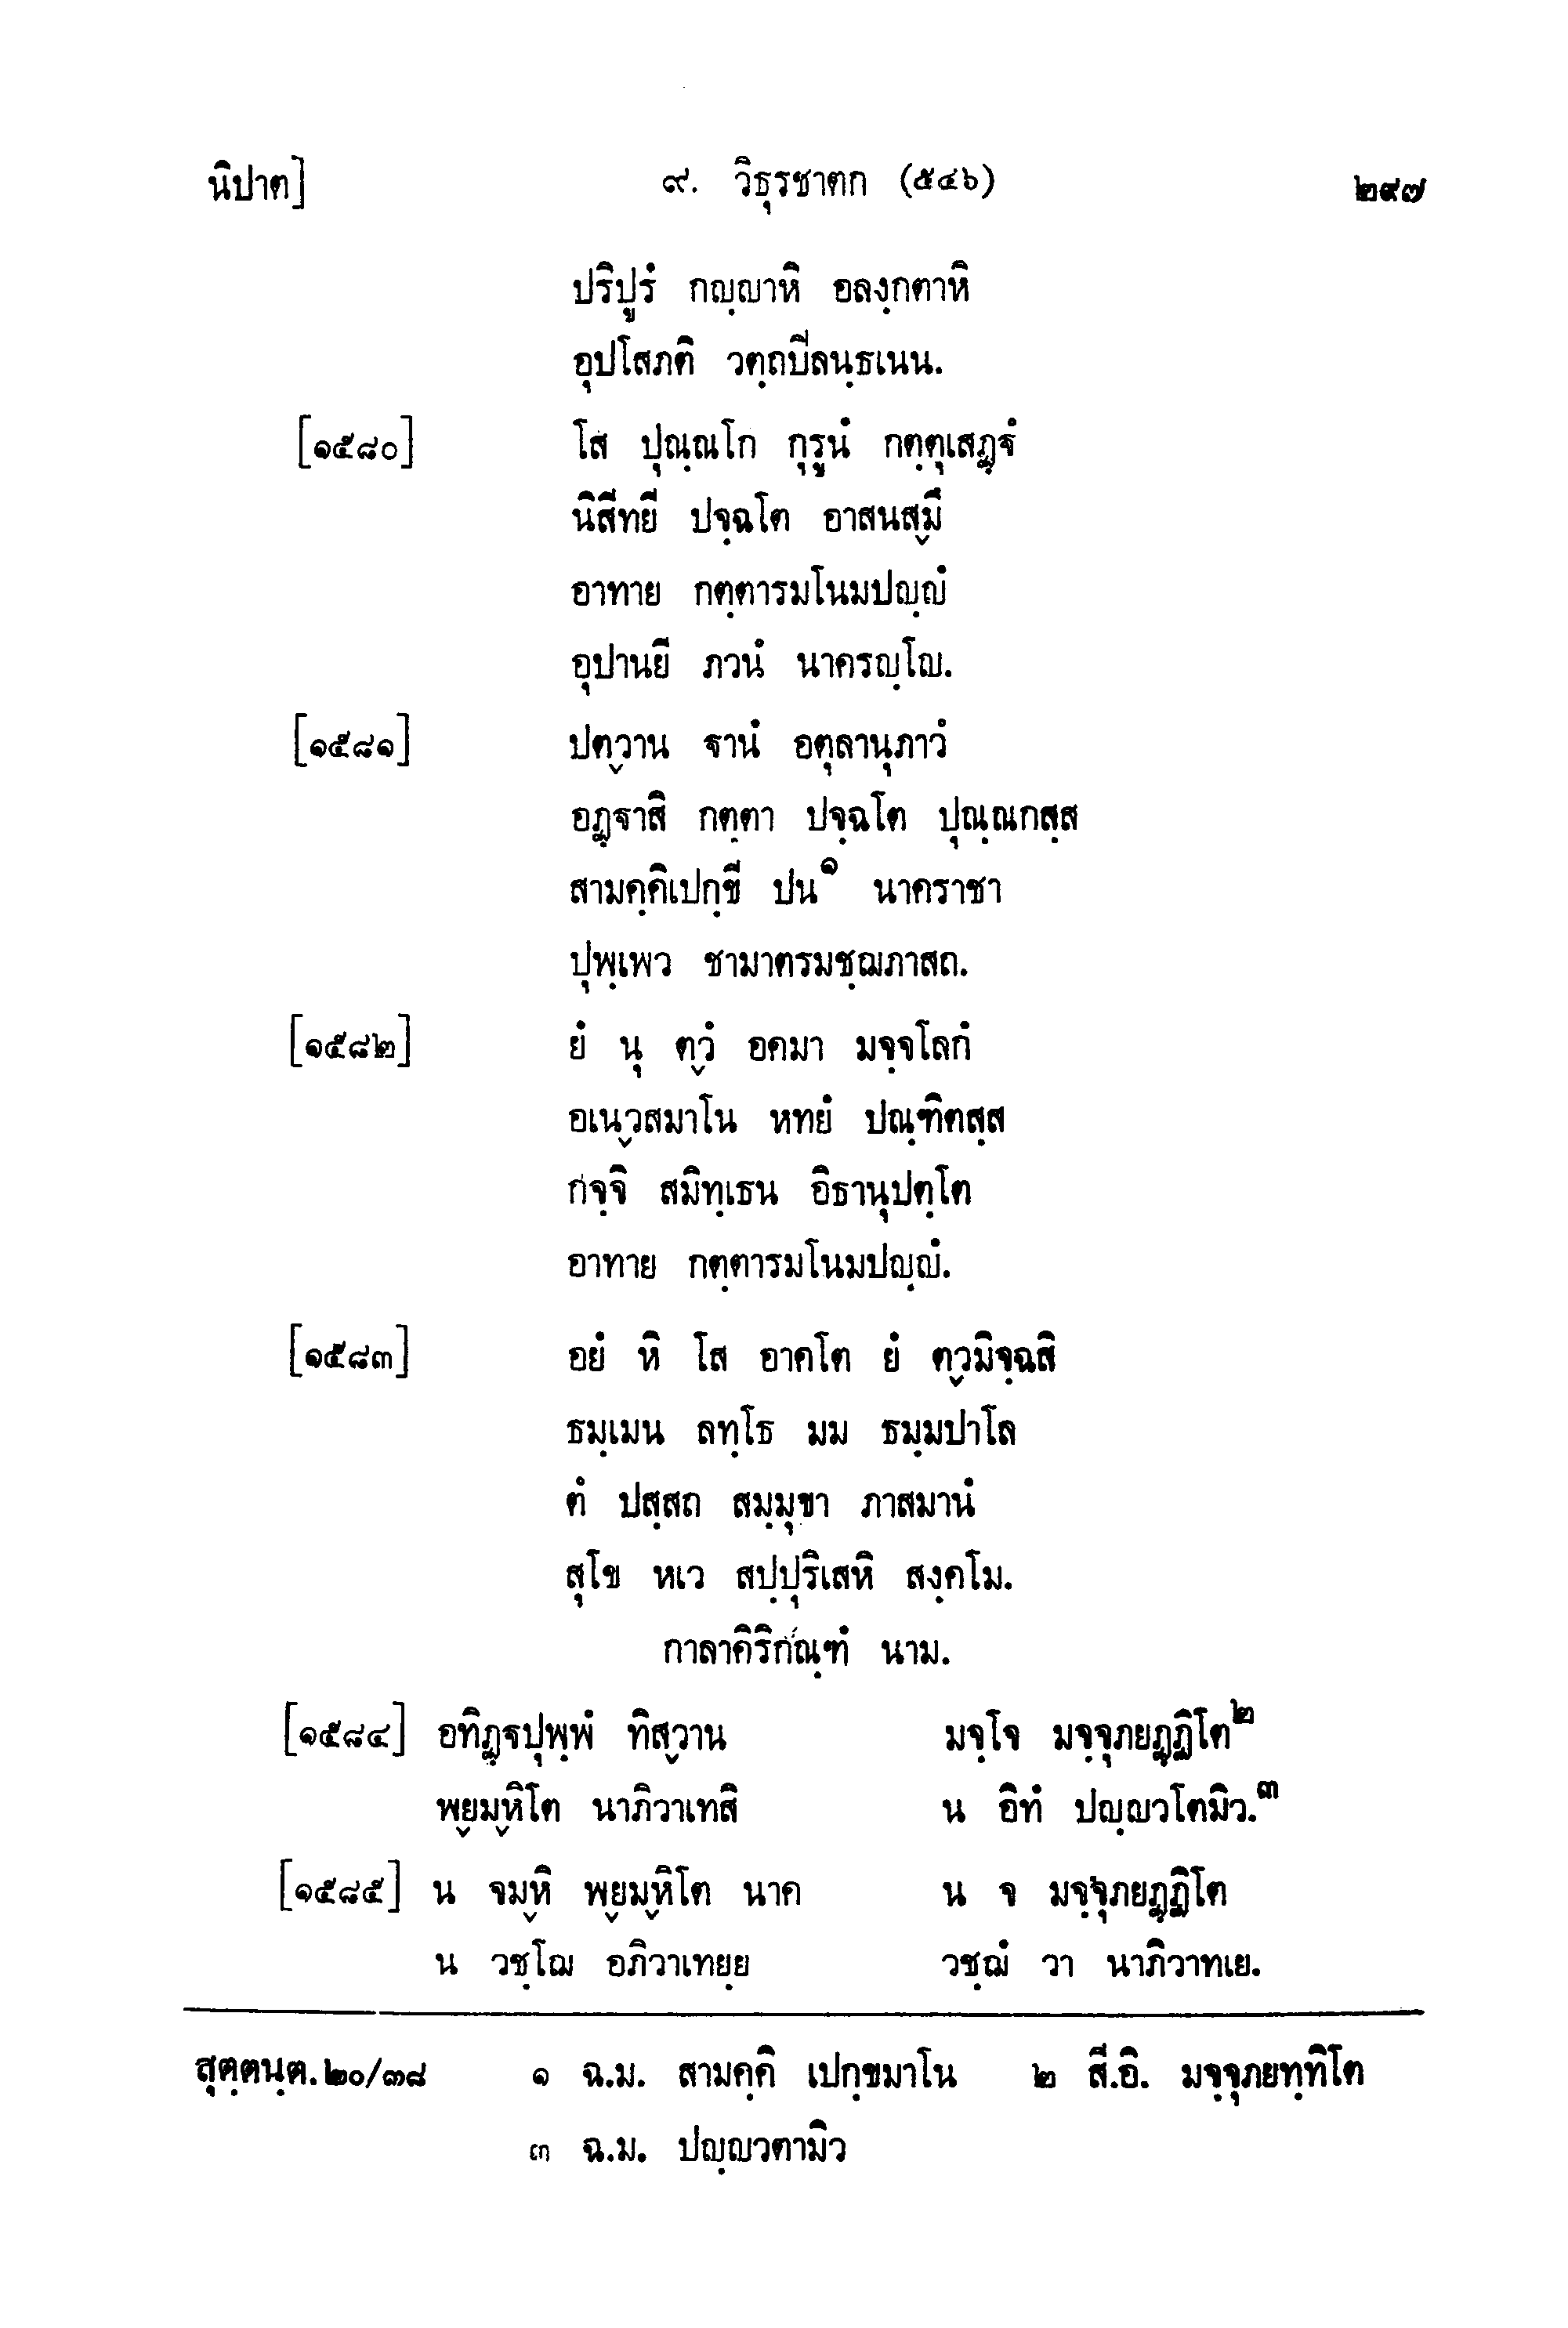 นิปาต] ๙. วิธุรชาตก (๕๔๖) ๒๙๗
ปริปูรํ กญฺญาหิ อลงฺกตาหิ
อุปโสภติ วตฺถปิลนฺธเนน.
[๑๕๘๐] โส ปุณฺณโก กุรูนํ กตฺตุเสฏฺฐํ
นิสีทยี ปจฺฉโต อาสนสฺมึ
อาทาย กตฺตารมโนมปญฺญํ
อุปานยี ภวนํ นาครญฺโญ.
[๑๕๘๑] ปตฺวาน ฐานํ อตุลานุภาวํ
อฏฺฐาสิ กตฺตา ปจฺฉโต ปุณฺณกสฺส
สามคฺคิเปกฺขี ปน๑ นาคราชา
ปุพฺเพว ชามาตรมชฺฌภาสถ.
[๑๕๘๒] ยํ นุ ตฺวํ อคมา มจฺจโลกํ
อเนฺวสมาโน หทยํ ปณฺฑิตสฺส
กจฺจิ สมิทฺเธน อิธานุปตฺโต
อาทาย กตฺตารมโนมปญฺญํ.
[๑๕๘๓] อยํ หิ โส อาคโต ยํ ตฺวมิจฺฉสิ
ธมฺเมน ลทฺโธ มม ธมฺมปาโล
ตํ ปสฺสถ สมฺมุขา ภาสมานํ
สุโข หเว สปฺปุริเสหิ สงฺคโม.
กาลาคิริกณฺฑํ นาม.
[๑๕๘๔] อทิฏฺฐปุพฺพํ ทิสฺวาน มจฺโจ มจฺจุภยฏฺฏิโต๒
พฺยมฺหิโต นาภิวาเทสิ น อิทํ ปญฺญวโตมิว.๓
[๑๕๘๕] น จมฺหิ พฺยมฺหิโต นาค น จ มจฺจุภยฏฺฏิโต
น วชฺโฌ อภิวาเทยฺย วชฺฌํ วา นาภิวาทเย.
สุตฺตนฺต.๒๐/๓๘ ๑ ฉ.ม. สามคฺคิ เปกฺขมาโน ๒ สี.อิ. มจฺจุภยทฺทิโต
๓ ฉ.ม. ปญฺญวตามิว